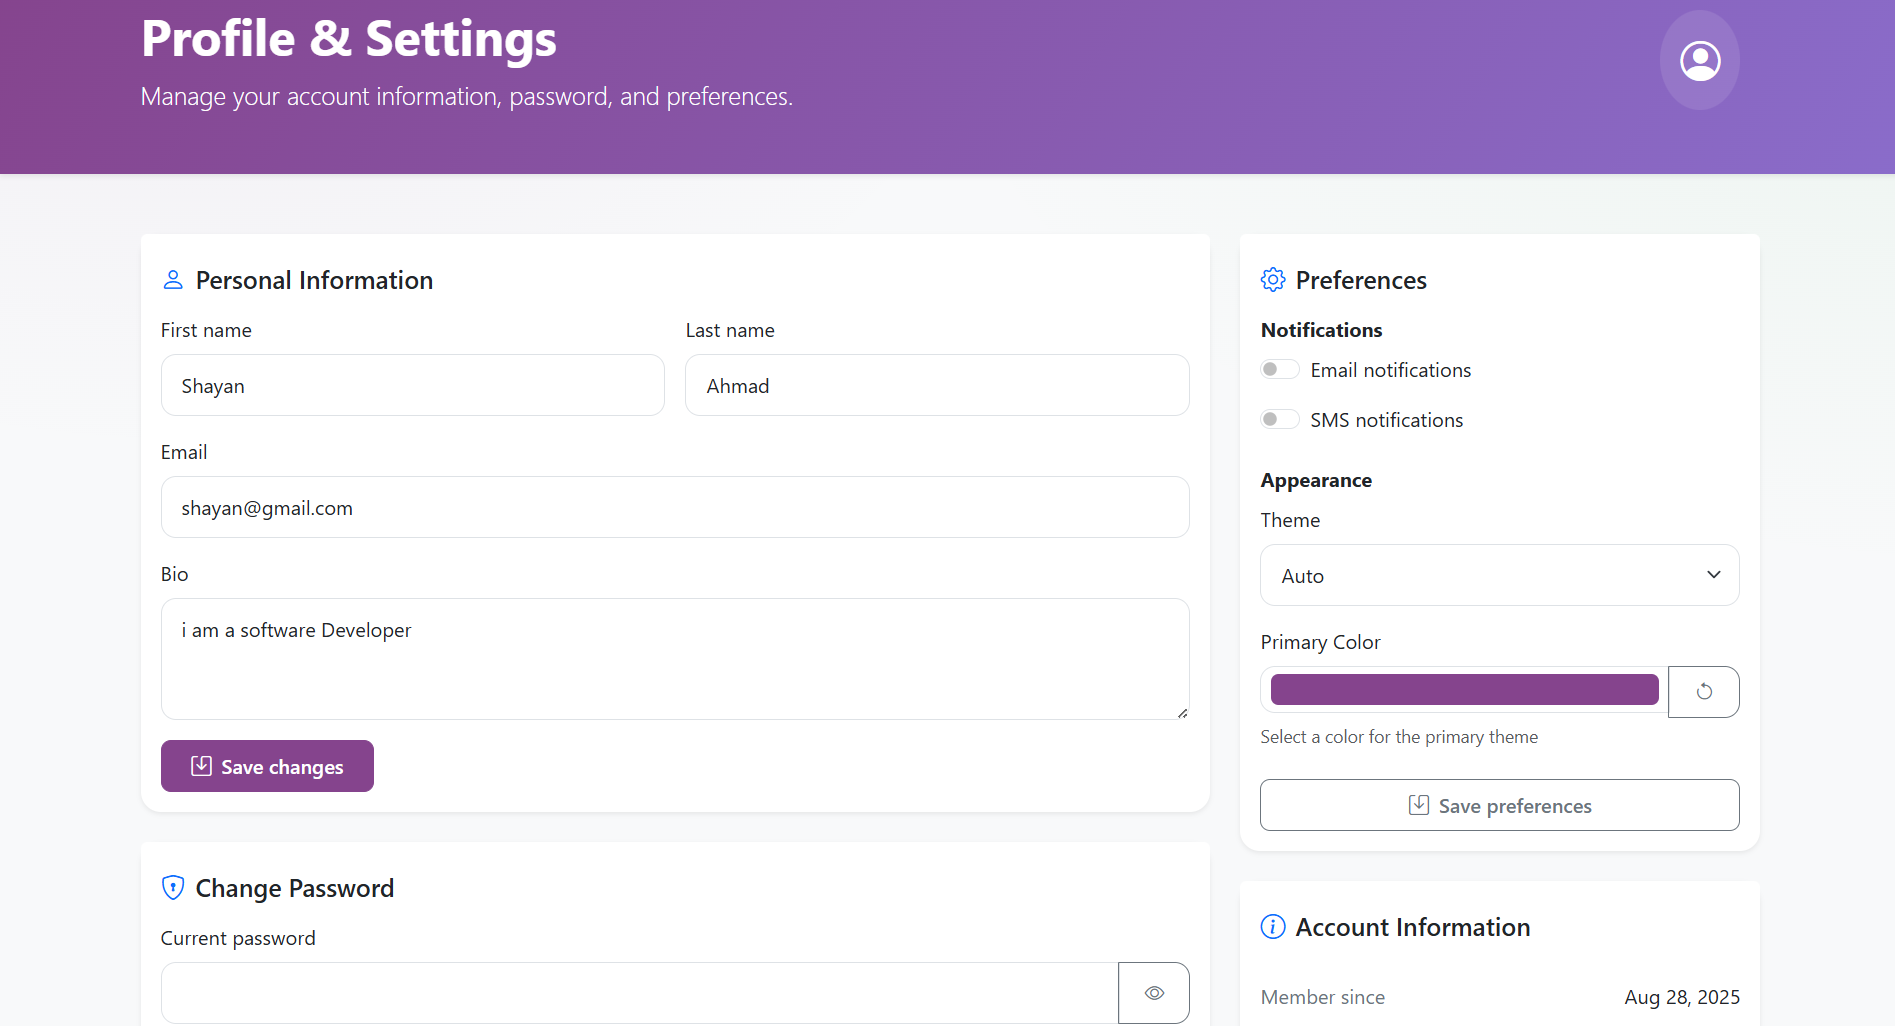 Profile & Settings
Manage your account information, password, and preferences.
Personal Information
First name
Last name
Shayan
Ahmad
Email
shayan@gmail.com
Bio
i am a software Developer
Save changes
Change Password
Current password
Preferences
Notifications
Email notifications
SMS notifications
Appearance
Theme
Auto
Primary Color
Select a color for the primary theme
Save preferences
Account Information
Member since
Aug 28, 2025